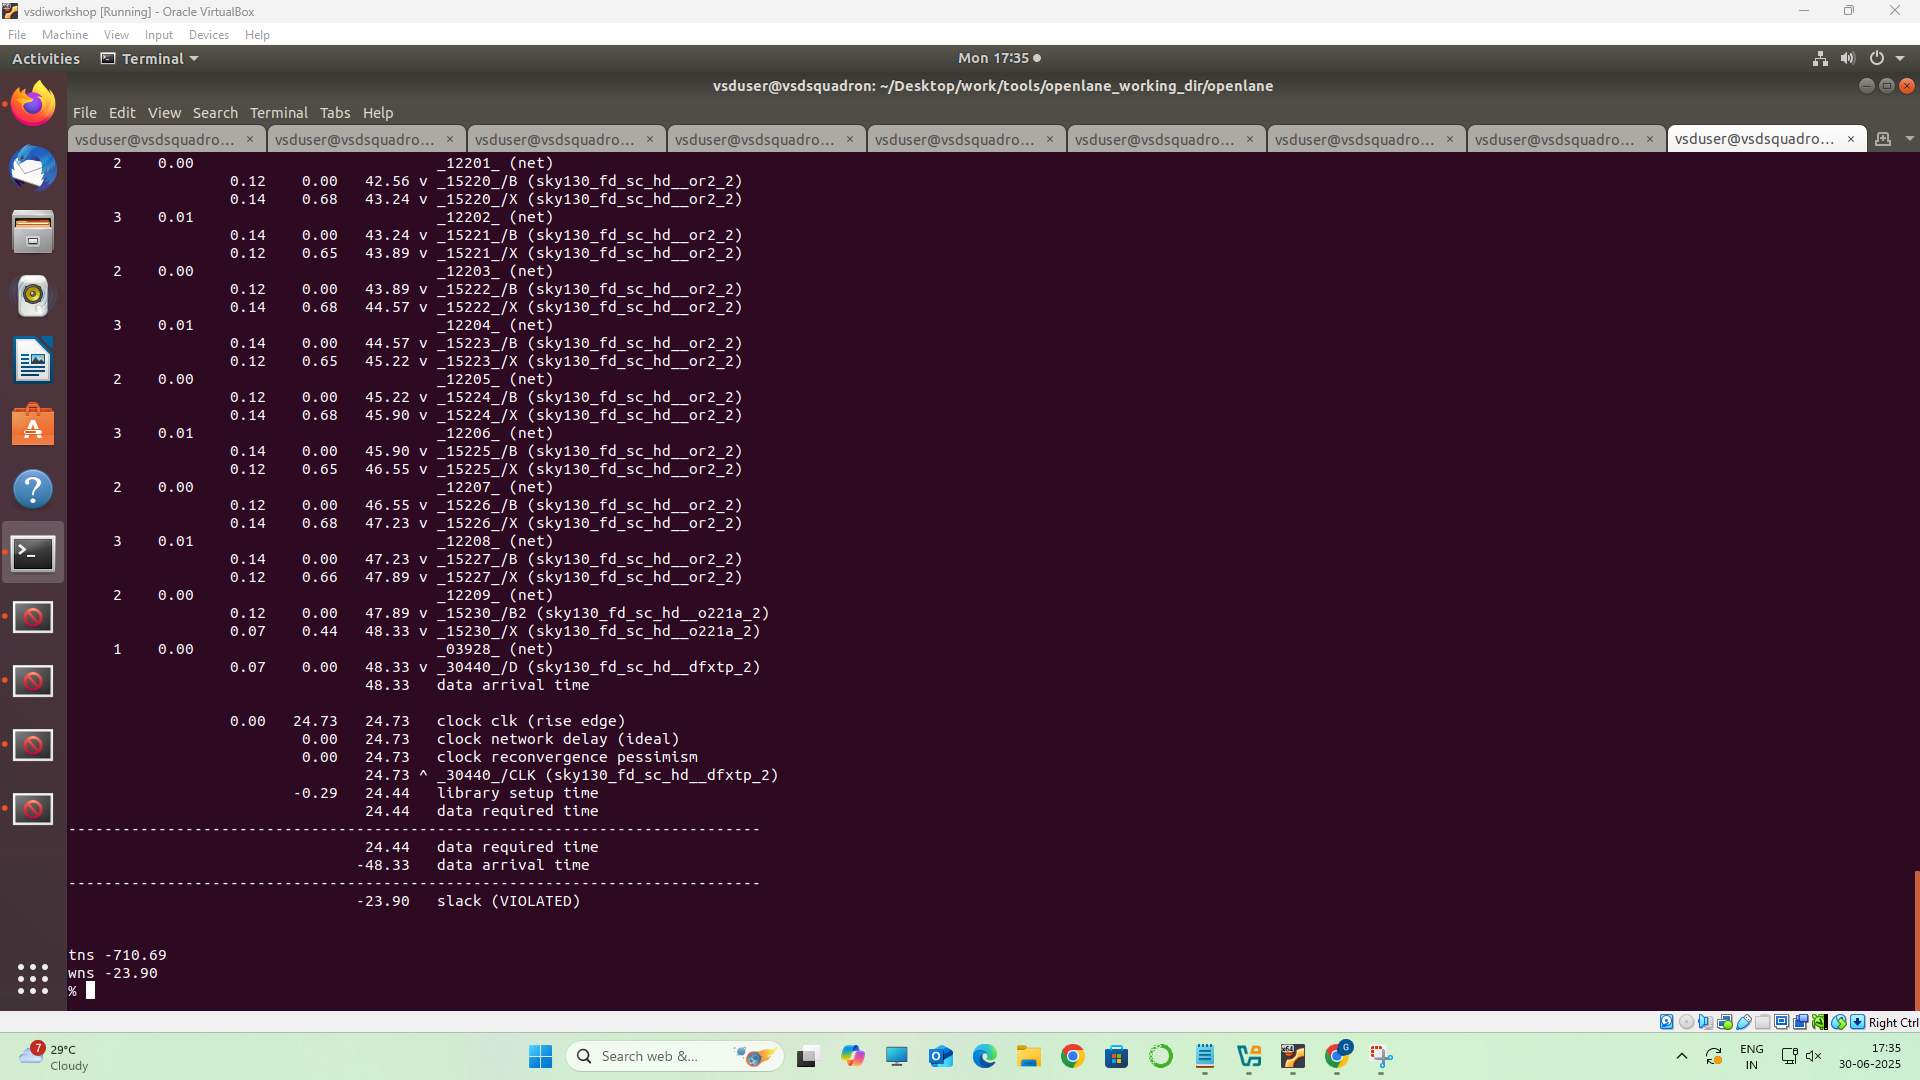 vsdiworkshop [Running] - Oracle VirtualBox
File Machine View Input Devices Help
Activities Terminal Mon 17:35
vsduser@vsdsquadron: ~/Desktop/work/tools/openlane_working_dir/openlane
File Edit View Search Terminal Tabs Help
vsduser@vsdsquadro... × vsduser@vsdsquadro... × vsduser@vsdsquadro... × vsduser@vsdsquadro... × vsduser@vsdsquadro... × vsduser@vsdsquadro... × vsduser@vsdsquadro... × vsduser@vsdsquadro... × vsduser@vsdsquadro... ×
2 0.00 _12201_ (net)
0.12 0.00 42.56 v _15220_/B (sky130_fd_sc_hd__or2_2)
0.14 0.68 43.24 v _15220_/X (sky130_fd_sc_hd__or2_2)
3 0.01 _12202_ (net)
0.14 0.00 43.24 v _15221_/B (sky130_fd_sc_hd__or2_2)
0.12 0.65 43.89 v _15221_/X (sky130_fd_sc_hd__or2_2)
2 0.00 _12203_ (net)
0.12 0.00 43.89 v _15222_/B (sky130_fd_sc_hd__or2_2)
0.14 0.68 44.57 v _15222_/X (sky130_fd_sc_hd__or2_2)
3 0.01 _12204_ (net)
0.14 0.00 44.57 v _15223_/B (sky130_fd_sc_hd__or2_2)
0.12 0.65 45.22 v _15223_/X (sky130_fd_sc_hd__or2_2)
2 0.00 _12205_ (net)
0.12 0.00 45.22 v _15224_/B (sky130_fd_sc_hd__or2_2)
0.14 0.68 45.90 v _15224_/X (sky130_fd_sc_hd__or2_2)
3 0.01 _12206_ (net)
0.14 0.00 45.90 v _15225_/B (sky130_fd_sc_hd__or2_2)
0.12 0.65 46.55 v _15225_/X (sky130_fd_sc_hd__or2_2)
2 0.00 _12207_ (net)
0.12 0.00 46.55 v _15226_/B (sky130_fd_sc_hd__or2_2)
0.14 0.68 47.23 v _15226_/X (sky130_fd_sc_hd__or2_2)
3 0.01 _12208_ (net)
0.14 0.00 47.23 v _15227_/B (sky130_fd_sc_hd__or2_2)
0.12 0.66 47.89 v _15227_/X (sky130_fd_sc_hd__or2_2)
2 0.00 _12209_ (net)
0.12 0.00 47.89 v _15230_/B2 (sky130_fd_sc_hd__o221a_2)
0.07 0.44 48.33 v _15230_/X (sky130_fd_sc_hd__o221a_2)
1 0.00 _03928_ (net)
0.07 0.00 48.33 v _30440_/D (sky130_fd_sc_hd__dfxtp_2)
48.33 data arrival time
0.00 24.73 24.73 clock clk (rise edge)
0.00 24.73 clock network delay (ideal)
0.00 24.73 clock reconvergence pessimism
24.73 ^ _30440_/CLK (sky130_fd_sc_hd__dfxtp_2)
-0.29 24.44 library setup time
24.44 data required time
-----------------------------------------------------------------------------
24.44 data required time
-48.33 data arrival time
-----------------------------------------------------------------------------
-23.90 slack (VIOLATED)
tns -710.69
wns -23.90
%
Right Ctrl
7 29°C
Cloudy
Search web &...
ENG
IN
17:35
30-06-2025